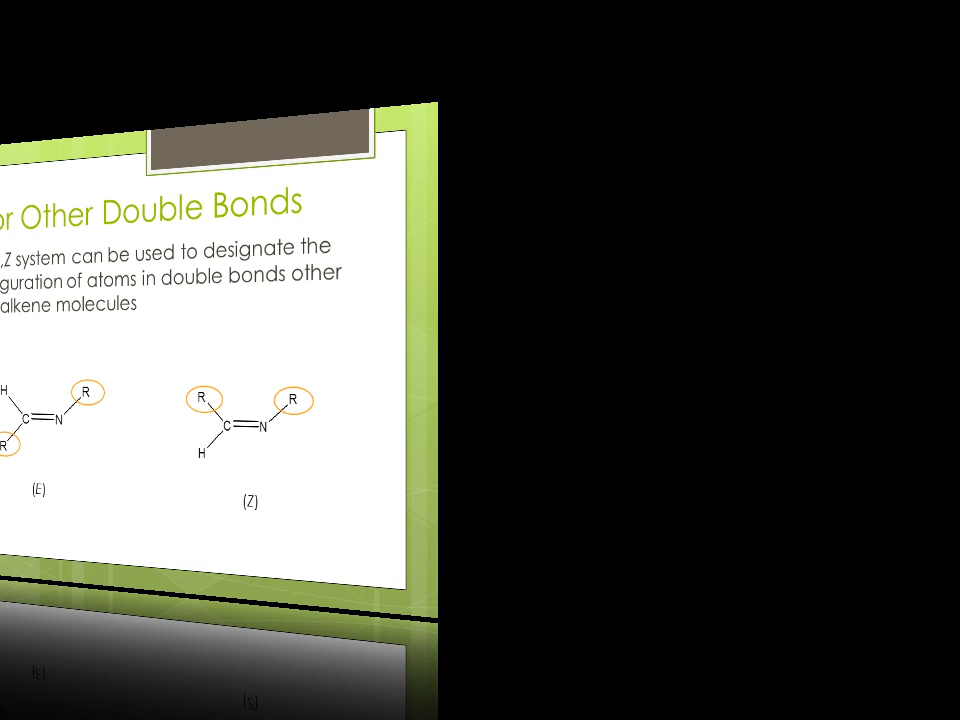 or Other Double Bonds
,Z system can be used to designate the
guration of atoms in double bonds other
alkene molecules
H R R R
C N C N
R H
(E) (Z)
(E)
(Z)